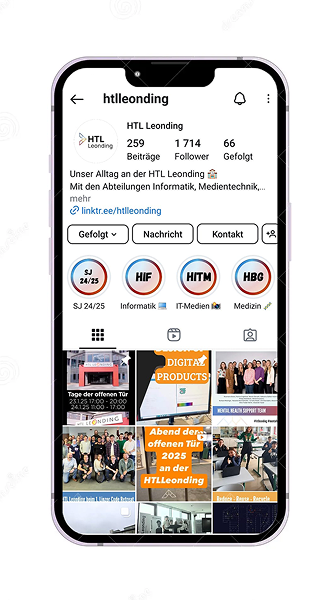 htlleonding
HTL
Leonding
HTL Leonding
259 1 714 66
Beiträge Follower Gefolgt
Unser Alltag an der HTL Leonding
Mit den Abteilungen Informatik, Medientechnik,...
mehr
linktr.ee/htlleonding
Gefolgt Nachricht Kontakt
SJ
24/25
HIF
HITM
HBG
SJ 24/25 Informatik IT-Medien Medizin
Tage der offenen Tür
23.1.25 17:00 - 20:00
24.1.25 11:00 - 17:00
LEONDING
DIGITAL
PRODUCTS
MENTAL HEALTH SUPPORT TEAM
HTL Leonding beim 1. Linzer Code Retreat
Abend der
offenen Tür
2025
an der
HTLLeonding
Reduce - Reuse - Recycle